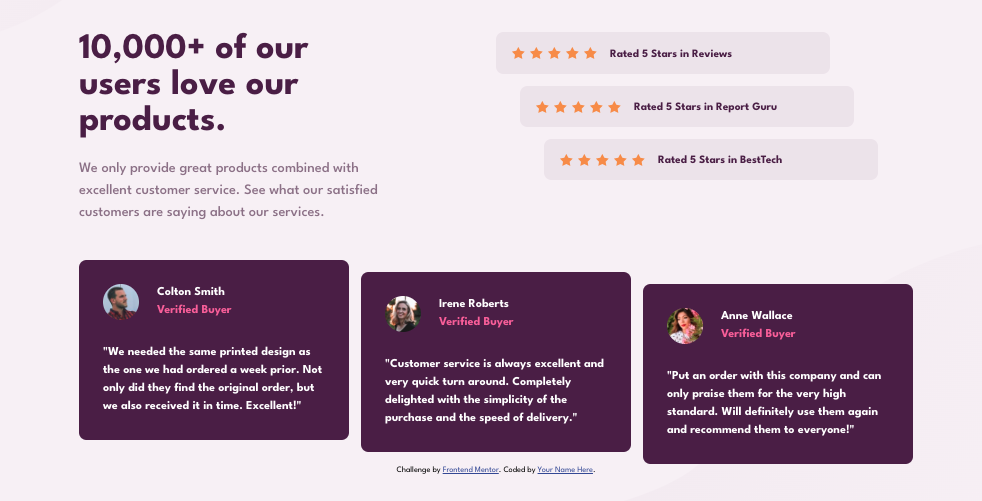 10,000+ of our
users love our
products.
We only provide great products combined with
excellent customer service. See what our satisfied
customers are saying about our services.
Rated 5 Stars in Reviews
Rated 5 Stars in Report Guru
Rated 5 Stars in BestTech
Colton Smith
Verified Buyer
"We needed the same printed design as
the one we had ordered a week prior. Not
only did they find the original order, but
we also received it in time. Excellent!"
Irene Roberts
Verified Buyer
"Customer service is always excellent and
very quick turn around. Completely
delighted with the simplicity of the
purchase and the speed of delivery."
Anne Wallace
Verified Buyer
"Put an order with this company and can
only praise them for the very high
standard. Will definitely use them again
and recommend them to everyone!"
Challenge by Frontend Mentor. Coded by Your Name Here.